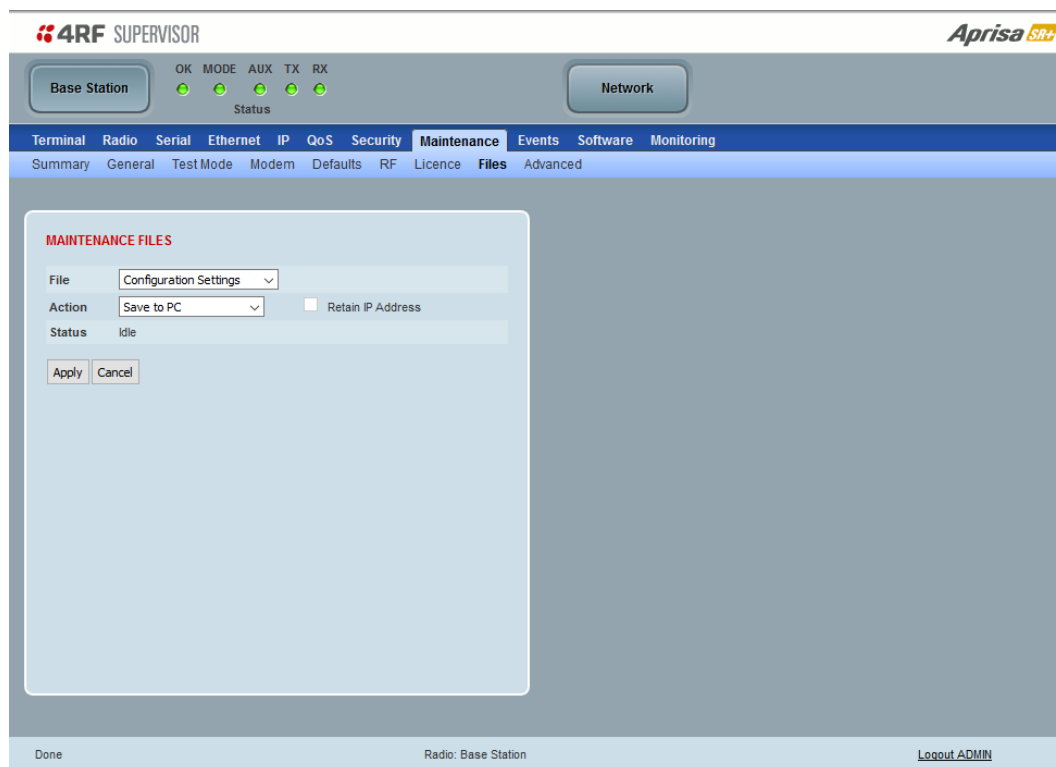 4RF SUPERVISOR
Aprisa SR+
Base Station
OK MODE AUX TX RX
Status
Network
Terminal Radio Serial Ethernet IP QoS Security Maintenance Events Software Monitoring
Summary General Test Mode Modem Defaults RF Licence Files Advanced
MAINTENANCE FILES
File Configuration Settings
Action Save to PC Retain IP Address
Status Idle
Apply Cancel
Done Radio: Base Station Logout ADMIN